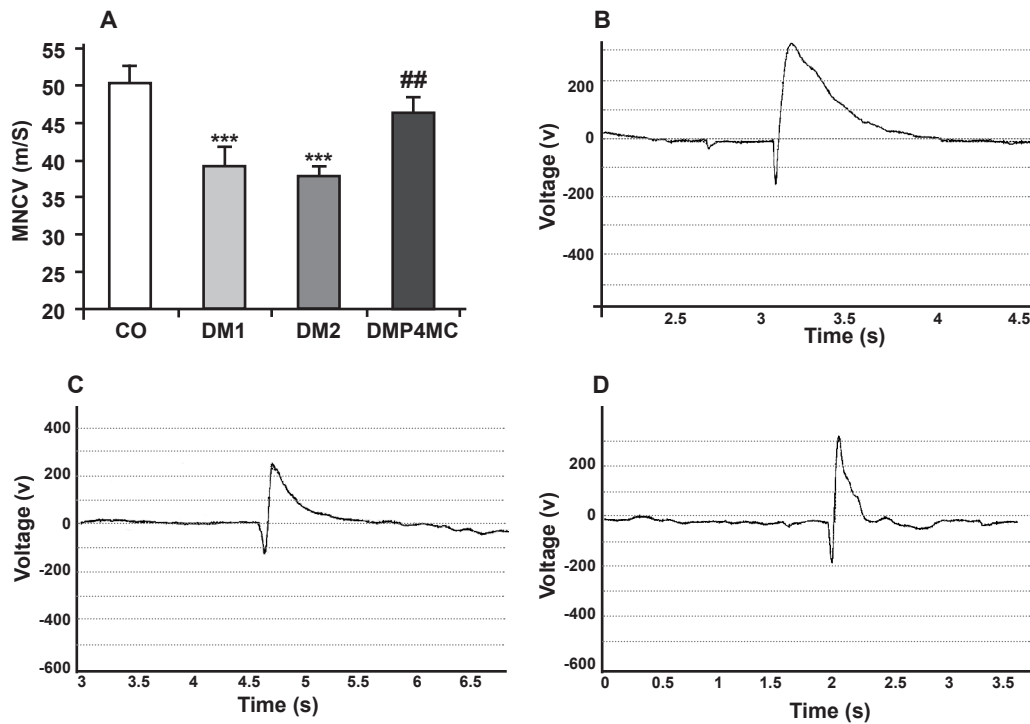 A
MNCV (m/S)
55
50
45
40
35
30
25
20
***
***
##
CO DM1 DM2 DMP4MC
B
Voltage (v)
200
0
-200
-400
2.5 3 3.5 4 4.5
Time (s)
C
Voltage (v)
400
200
0
-200
-400
-600
3 3.5 4 4.5 5 5.5 6 6.5
Time (s)
D
Voltage (v)
200
0
-200
-400
-600
0 0.5 1 1.5 2 2.5 3 3.5
Time (s)